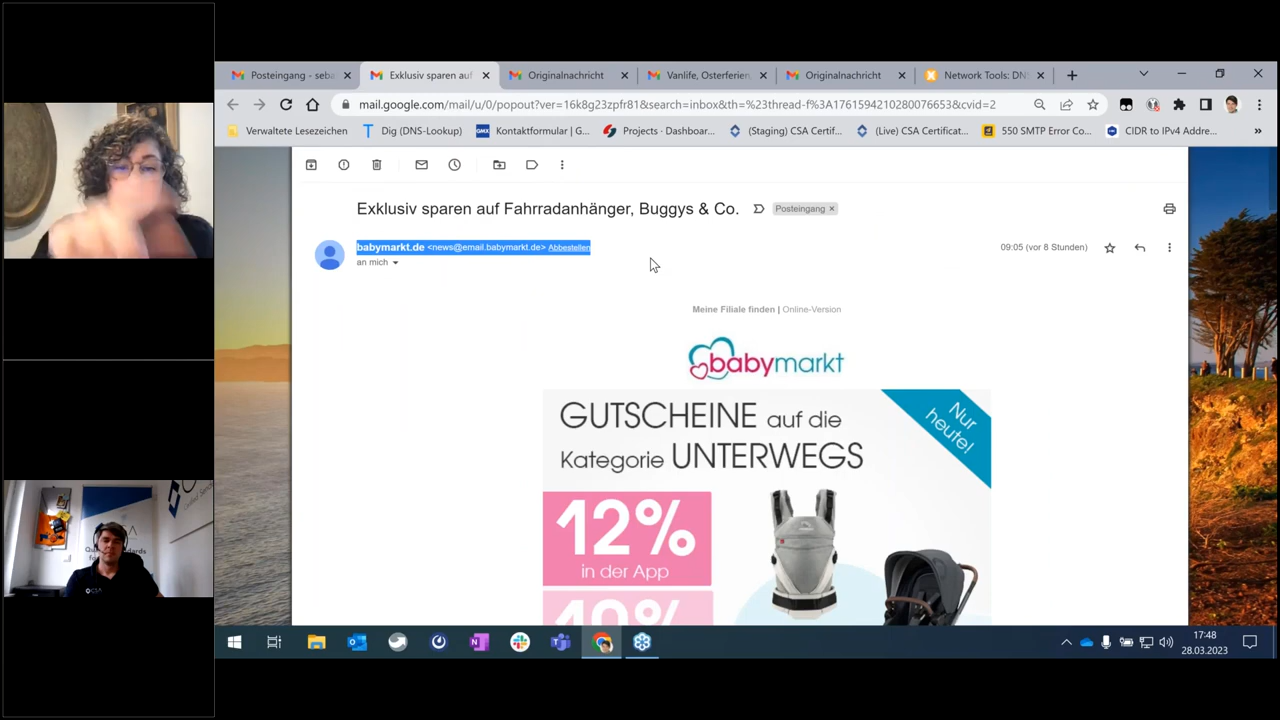 Posteingang - seba
Exklusiv sparen auf
Originalnachricht
Vanlife, Osterferien,
Originalnachricht
Network Tools: DN
mail.google.com/mail/u/0/popout?ver=16k8g23zpfr81&search=inbox&th=%23thread-f%3A1761594210280076653&cvid=2
Verwaltete Lesezeichen
Dig (DNS-Lookup)
GMX Kontaktformular | G...
Projects · Dashboar...
(Staging) CSA Certif...
(Live) CSA Certificat...
550 SMTP Error Co...
CIDR to IPv4 Addre...
»
Exklusiv sparen auf Fahrradanhänger, Buggys & Co.
Posteingang ×
babymarkt.de <news@email.babymarkt.de> Abbestellen
09:05 (vor 8 Stunden)
an mich
Meine Filiale finden | Online-Version
babymarkt
GUTSCHEINE auf die
Kategorie UNTERWEGS
Nur
heute!
12%
in der App
10%
CSA
17:48
28.03.2023